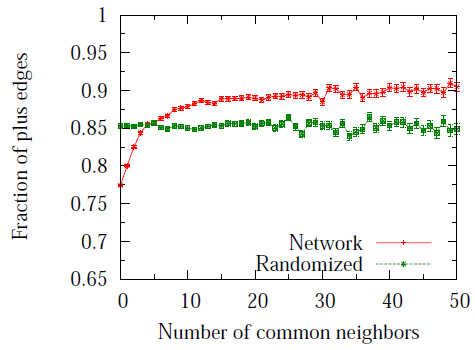 1
0.95
0.9
0.85
0.8
0.75
0.7
0.65
Fraction of plus edges
Network
Randomized
0 10 20 30 40 50
Number of common neighbors